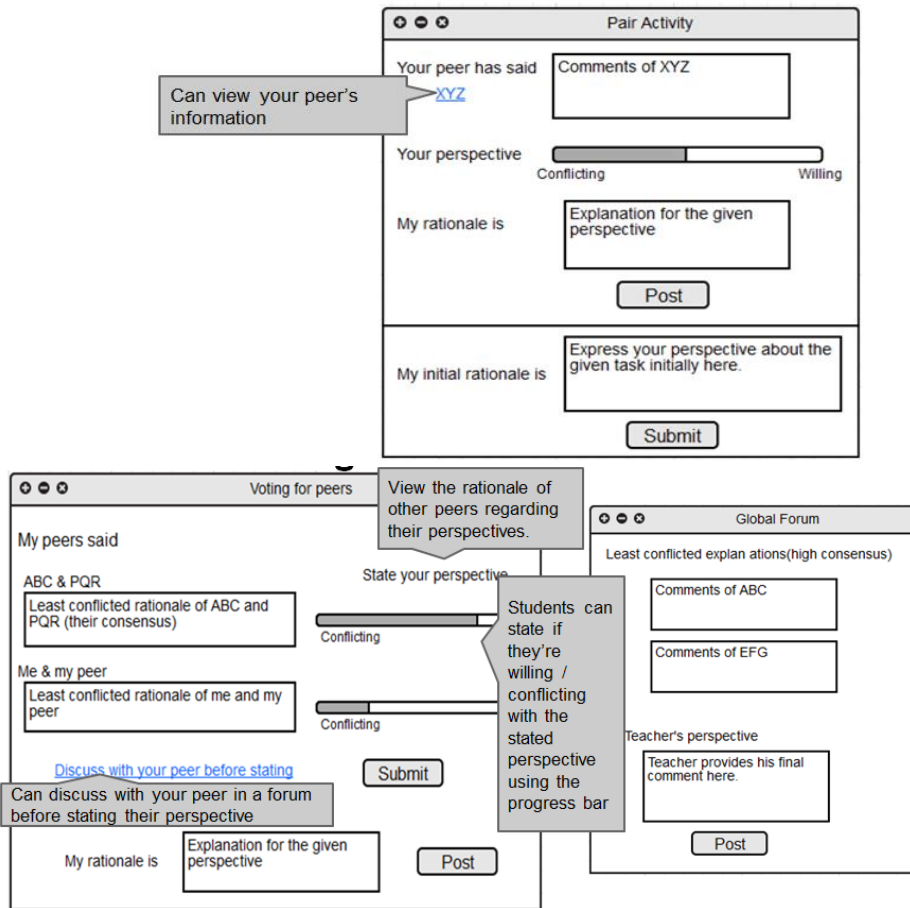 Pair Activity
Your peer has said
XYZ
Comments of XYZ
Can view your peer's
information
Your perspective
Conflicting
Willing
My rationale is
Explanation for the given
perspective
Post
My initial rationale is
Express your perspective about the
given task initially here.
Submit
Voting for peers
View the rationale of
other peers regarding
their perspectives.
My peers said
State your perspective
ABC & PQR
Least conflicted rationale of ABC and
PQR (their consensus)
Conflicting
Students can
state if
they're
willing /
conflicting
with the
stated
perspective
using the
progress bar
Me & my peer
Least conflicted rationale of me and my
peer
Conflicting
Discuss with your peer before stating
Submit
Can discuss with your peer in a forum
before stating their perspective
My rationale is
Explanation for the given
perspective
Post
Global Forum
Least conflicted explan ations(high consensus)
Comments of ABC
Comments of EFG
Teacher's perspective
Teacher provides his final
comment here.
Post